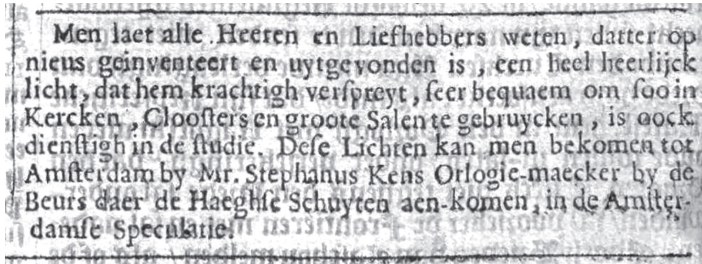 Men laet alle Heeren en Liefhebbers weten, datter op
nieus geinventeert en uytgevonden is, een heel heerlijck
licht, dat hem krachtigh verſpreyt, ſeer bequaem om ſoo in
Kercken, Clooſters en groote Salen te gebruycken, is oock
dienſtigh in de ſtudie. Deſe Lichten kan men bekomen tot
Amſterdam by Mr. Stephanus Kens Orlogie-maecker by de
Beurs daer de Haeghſe Schuyten aen-komen, in de Amſter-
damſe Speculatie.